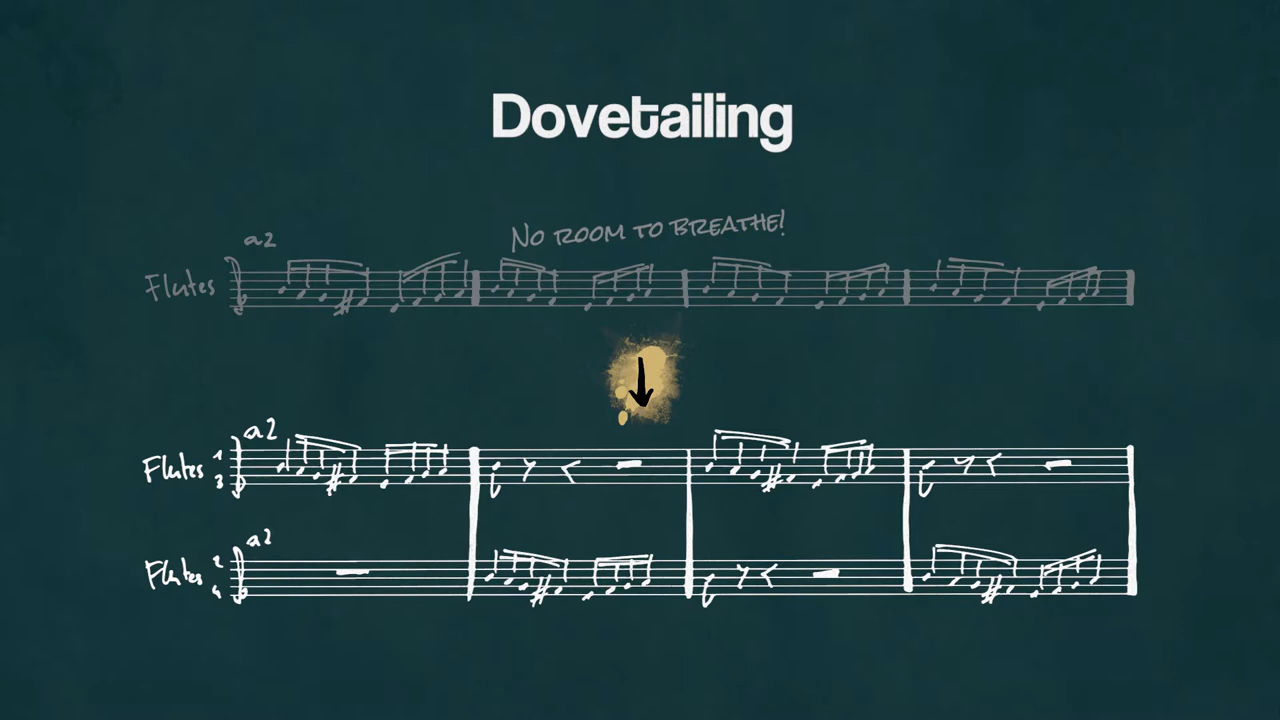 Dovetailing
No room to breathe!
a2
Flutes
a2
Flutes 1
3
a2
Flutes 2
4